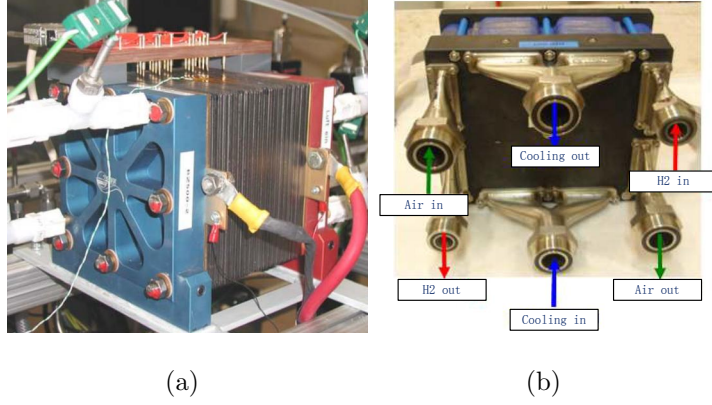 Cooling out
H2 in
Air in
H2 out
Air out
Cooling in
(a)
(b)